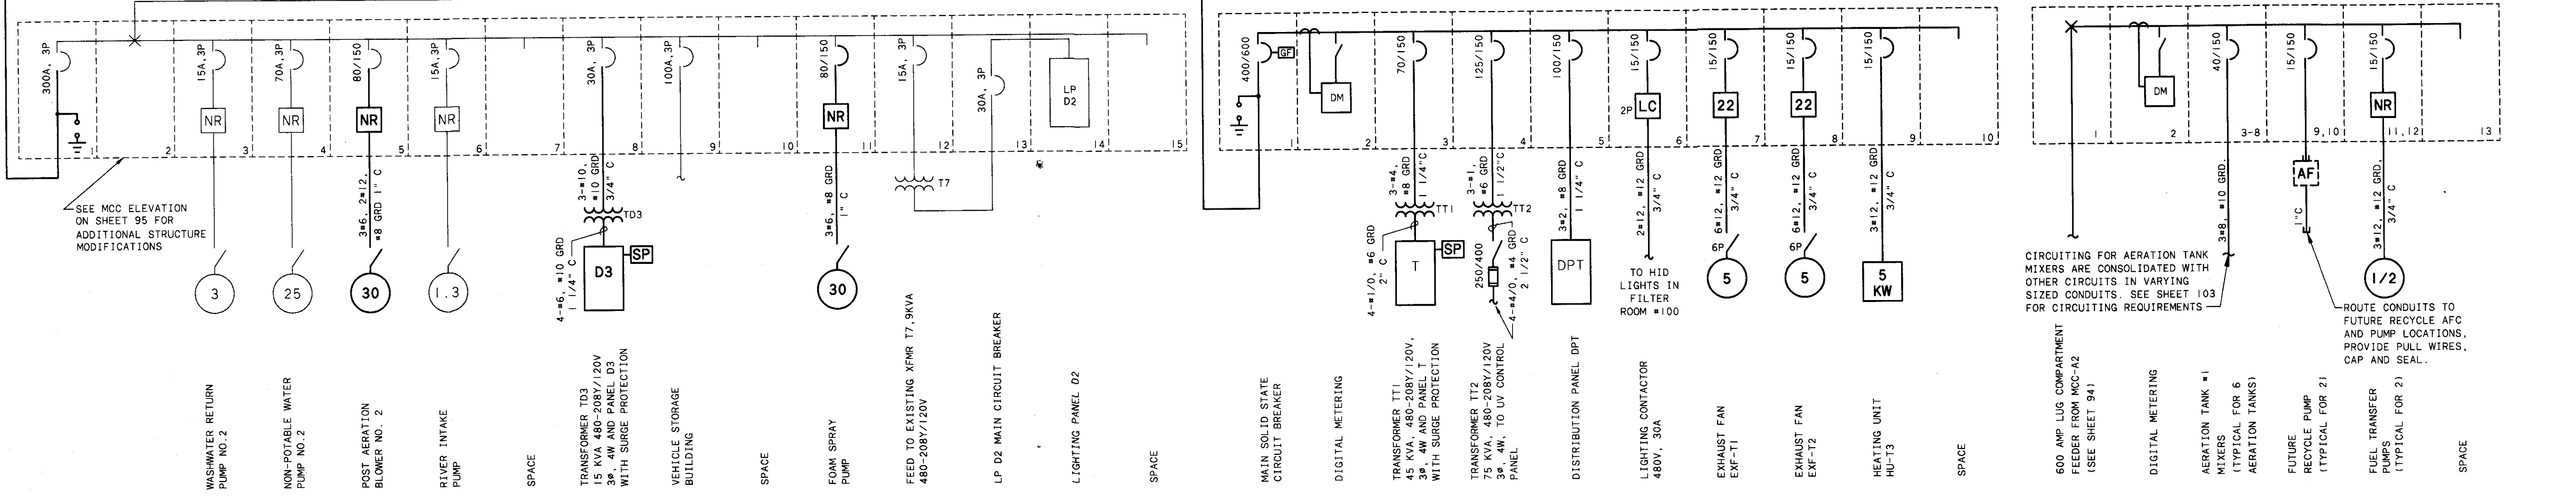 300A, 3P
15A, 3P
70A, 3P
80/150
15A, 3P
30A, 3P
100A, 3P
80/150
15A, 3P
30A, 3P
LP
D2
NR
NR
NR
NR
NR
1
2
3
4
5
6
7
8
9
10
11
12
13
14
15
SEE MCC ELEVATION
ON SHEET 95 FOR
ADDITIONAL STRUCTURE
MODIFICATIONS
3#6, 2#12,
#8 GRD 1" C
3-#10,
#10 GRD
3/4" C
TD3
4-#6, #10 GRD
1 1/4" C
D3
SP
3#6, #8 GRD
1" C
T7
3
25
30
1.3
30
WASHWATER RETURN
PUMP NO.2
NON-POTABLE WATER
PUMP NO.2
POST AERATION
BLOWER NO. 2
RIVER INTAKE
PUMP
SPACE
TRANSFORMER TD3
15 KVA 480-208Y/120V
3Ø, 4W AND PANEL D3
WITH SURGE PROTECTION
VEHICLE STORAGE
BUILDING
SPACE
FOAM SPRAY
PUMP
FEED TO EXISTING XFMR T7,9KVA
480-208Y/120V
LP D2 MAIN CIRCUIT BREAKER
LIGHTING PANEL D2
SPACE
400/600
GF
DM
70/150
125/150
100/150
15/150
15/150
15/150
15/150
2P
LC
22
22
1
2
3
4
5
6
7
8
9
10
3-#4,
#8 GRD
1 1/4"C
TT1
4-#1/0, #6 GRD
2" C
T
SP
3-#1,
#6 GRD
1 1/2"C
TT2
250/400
4-#4/0, #4 GRD
2 1/2" C
3#2, #8 GRD
1 1/4" C
DPT
2#12, #12 GRD
3/4" C
TO HID
LIGHTS IN
FILTER
ROOM #100
6#12, #12 GRD
3/4" C
6P
5
6#12, #12 GRD
3/4" C
6P
5
3#12, #12 GRD
3/4" C
5
KW
MAIN SOLID STATE
CIRCUIT BREAKER
DIGITAL METERING
TRANSFORMER TT1
45 KVA, 480-208Y/120V,
3Ø, 4W AND PANEL T
WITH SURGE PROTECTION
TRANSFORMER TT2
75 KVA, 480-208Y/120V
3Ø, 4W, TO UV CONTROL
PANEL
DISTRIBUTION PANEL DPT
LIGHTING CONTACTOR
480V, 30A
EXHAUST FAN
EXF-T1
EXHAUST FAN
EXF-T2
HEATING UNIT
HU-T3
SPACE
DM
40/150
15/150
15/150
NR
1
2
3-8
9,10
11,12
13
AF
1"C
3#8, #10 GRD.
3#12, #12 GRD.
3/4" C
CIRCUITING FOR AERATION TANK
MIXERS ARE CONSOLIDATED WITH
OTHER CIRCUITS IN VARYING
SIZED CONDUITS. SEE SHEET 103
FOR CIRCUITING REQUIREMENTS
1/2
ROUTE CONDUITS TO
FUTURE RECYCLE AFC
AND PUMP LOCATIONS,
PROVIDE PULL WIRES,
CAP AND SEAL.
600 AMP LUG COMPARTMENT
FEEDER FROM MCC-A2
(SEE SHEET 94)
DIGITAL METERING
AERATION TANK #1
MIXERS
(TYPICAL FOR 6
AERATION TANKS)
FUTURE
RECYCLE PUMP
(TYPICAL FOR 2)
FUEL TRANSFER
PUMPS
(TYPICAL FOR 2)
SPACE